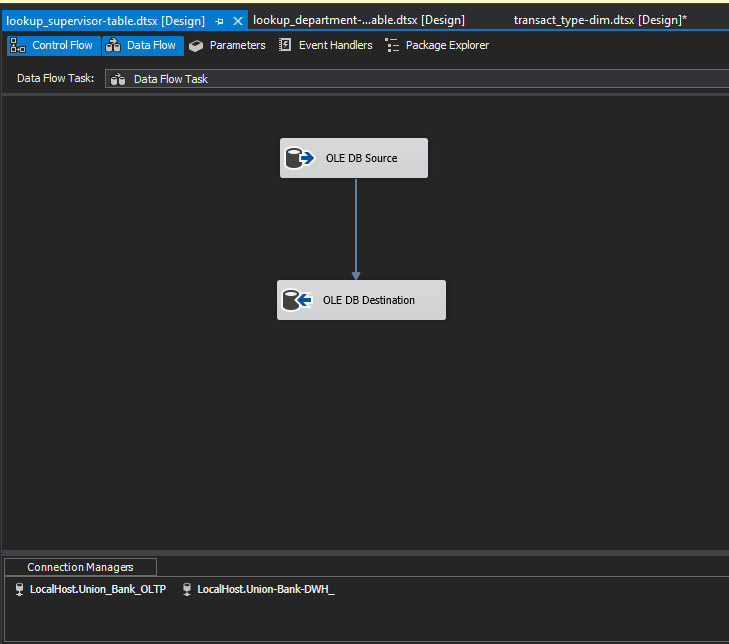 lookup_supervisor-table.dtsx [Design] lookup_department-...able.dtsx [Design] transact_type-dim.dtsx [Design]*
Control Flow Data Flow Parameters Event Handlers Package Explorer
Data Flow Task: Data Flow Task
OLE DB Source
OLE DB Destination
Connection Managers
LocalHost.Union_Bank_OLTP LocalHost.Union-Bank-DWH_